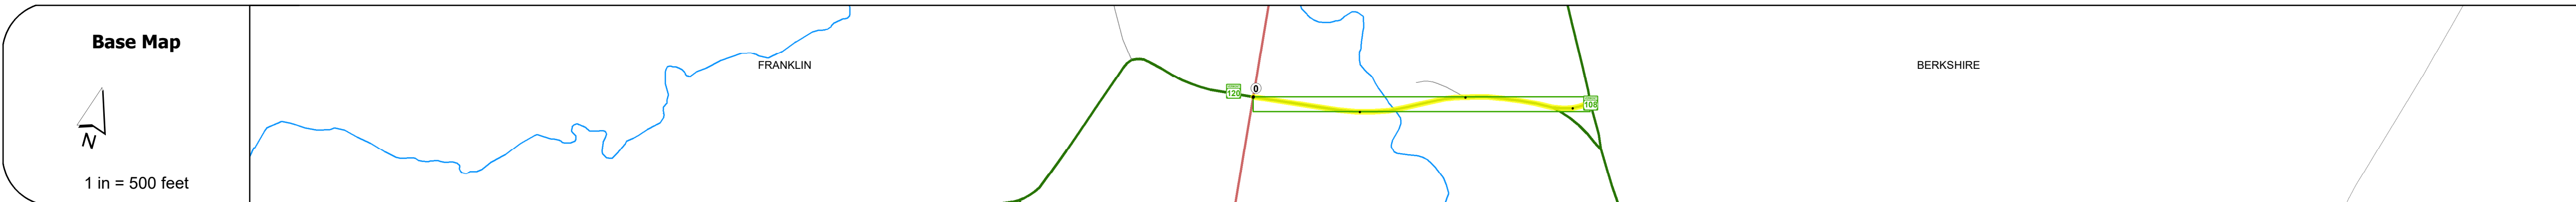 Base Map
N
1 in = 500 feet
FRANKLIN
120
0
108
BERKSHIRE